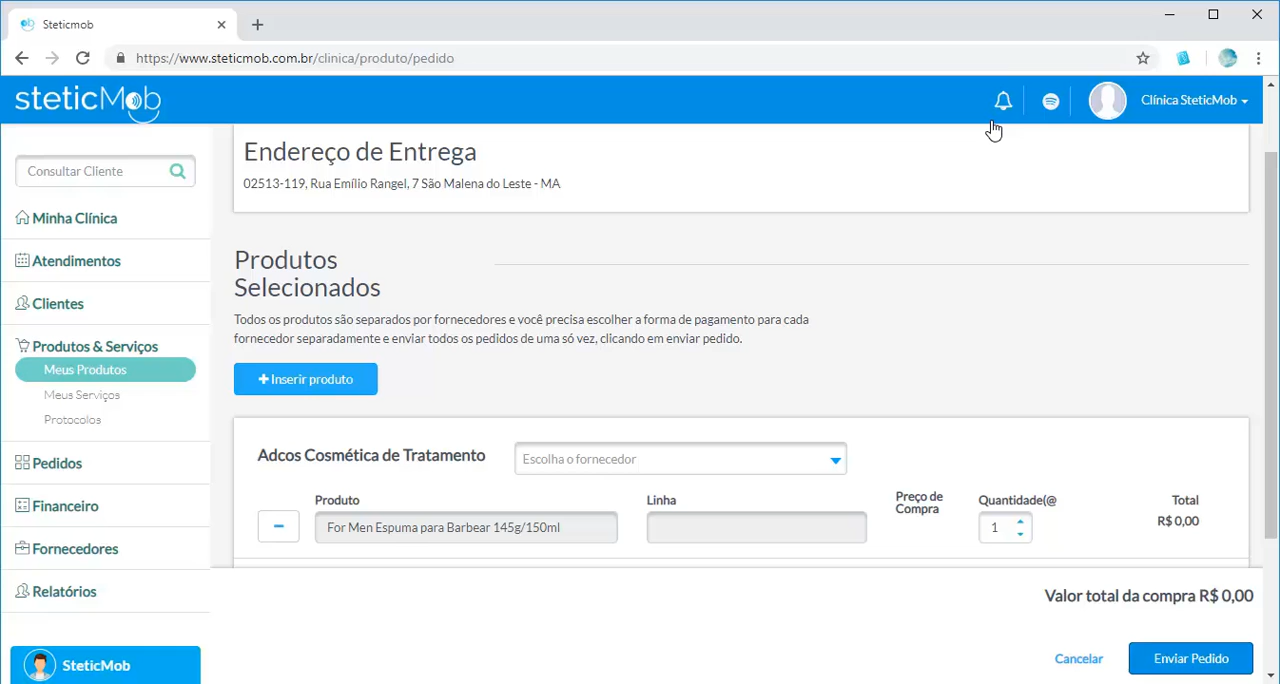 Steticmob
https://www.steticmob.com.br/clinica/produto/pedido
steticMob
Clínica SteticMob
Consultar Cliente
Minha Clínica
Atendimentos
Clientes
Produtos & Serviços
Meus Produtos
Meus Serviços
Protocolos
Pedidos
Financeiro
Fornecedores
Relatórios
SteticMob
Endereço de Entrega
02513-119, Rua Emílio Rangel, 7 São Malena do Leste - MA
Produtos
Selecionados
Todos os produtos são separados por fornecedores e você precisa escolher a forma de pagamento para cada
fornecedor separadamente e enviar todos os pedidos de uma só vez, clicando em enviar pedido.
+ Inserir produto
Adcos Cosmética de Tratamento
Escolha o fornecedor
Produto
Linha
Preço de
Compra
Quantidade(@
Total
For Men Espuma para Barbear 145g/150ml
1
R$ 0,00
Valor total da compra R$ 0,00
Cancelar
Enviar Pedido